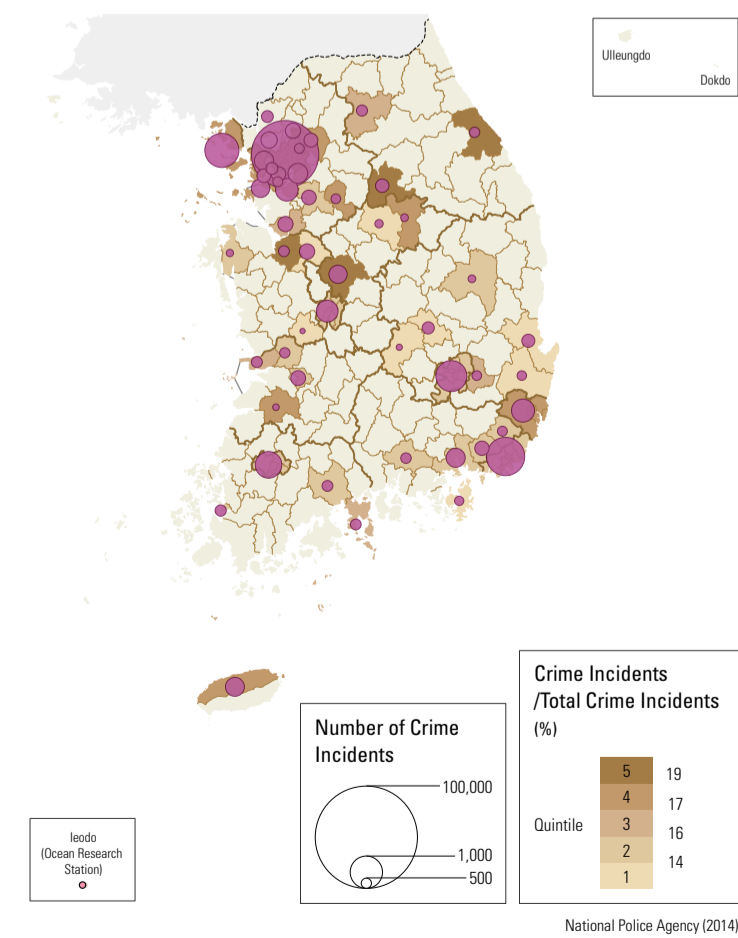 Ulleungdo
Dokdo
Crime Incidents
/Total Crime Incidents
(%)
Quintile
5
4
3
2
1
19
17
16
14
Number of Crime
Incidents
100,000
1,000
500
Ieodo
(Ocean Research
Station)
National Police Agency (2014)